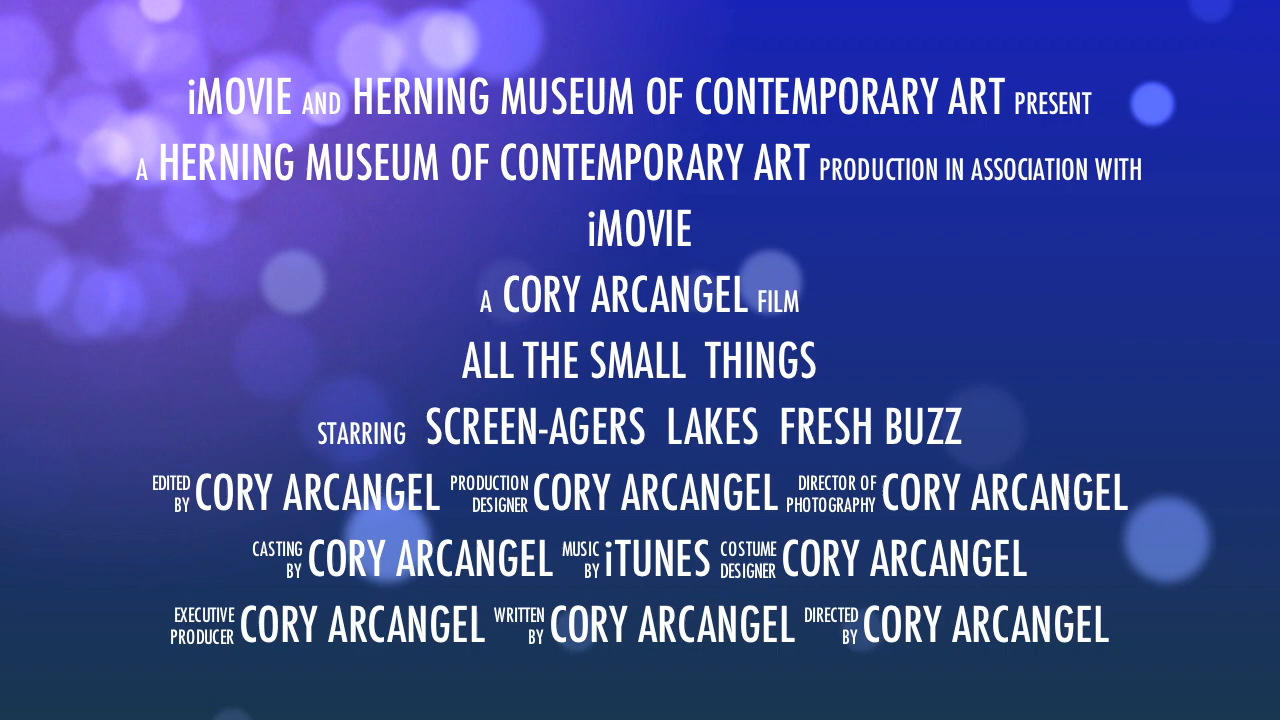 iMOVIE AND HERNING MUSEUM OF CONTEMPORARY ART PRESENT
A HERNING MUSEUM OF CONTEMPORARY ART PRODUCTION IN ASSOCIATION WITH
iMOVIE
A CORY ARCANGEL FILM
ALL THE SMALL THINGS
STARRING SCREEN-AGERS LAKES FRESH BUZZ
EDITED BY CORY ARCANGEL PRODUCTION DESIGNER CORY ARCANGEL DIRECTOR OF PHOTOGRAPHY CORY ARCANGEL
CASTING BY CORY ARCANGEL MUSIC BY iTUNES COSTUME DESIGNER CORY ARCANGEL
EXECUTIVE PRODUCER CORY ARCANGEL WRITTEN BY CORY ARCANGEL DIRECTED BY CORY ARCANGEL